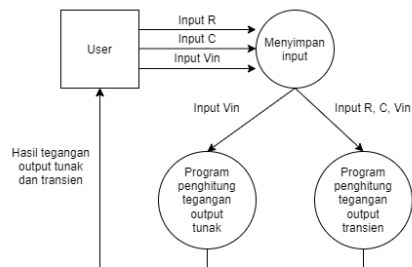 Input R
Input C
User
Input Vin
Menyimpan
input
Input Vin
Input R, C, Vin
Hasil tegangan
output tunak
dan transien
Program
penghitung
tegangan
output
tunak
Program
penghitung
tegangan
output
transien